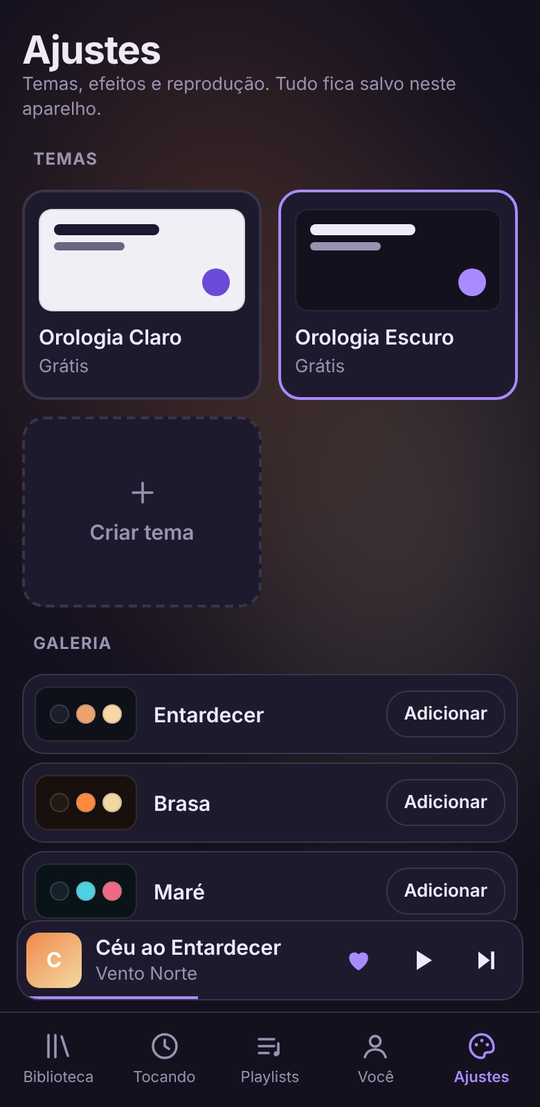 Ajustes
Temas, efeitos e reprodução. Tudo fica salvo neste
aparelho.
TEMAS
Orologia Claro
Grátis
Orologia Escuro
Grátis
Criar tema
GALERIA
Entardecer
Adicionar
Brasa
Adicionar
Maré
Adicionar
C
Céu ao Entardecer
Vento Norte
Biblioteca
Tocando
Playlists
Você
Ajustes